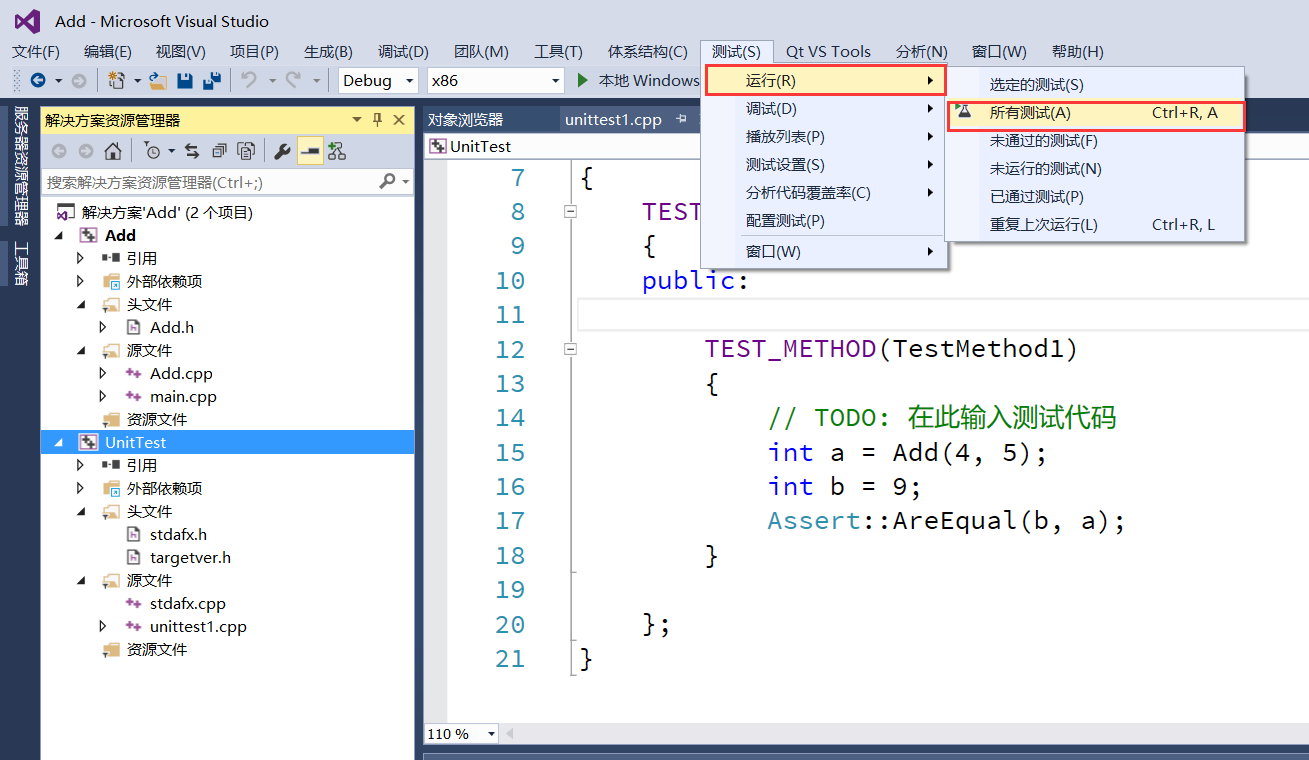 Add - Microsoft Visual Studio
文件(F) 编辑(E) 视图(V) 项目(P) 生成(B) 调试(D) 团队(M) 工具(T) 体系结构(C) 测试(S) Qt VS Tools 分析(N) 窗口(W) 帮助(H)
Debug x86 本地 Windows
运行(R)
调试(D)
播放列表(P)
测试设置(S)
分析代码覆盖率(C)
配置测试(P)
窗口(W)
选定的测试(S)
所有测试(A) Ctrl+R, A
未通过的测试(F)
未运行的测试(N)
已通过测试(P)
重复上次运行(L) Ctrl+R, L
服务器资源管理器
工具箱
解决方案资源管理器
搜索解决方案资源管理器(Ctrl+;)
解决方案'Add' (2 个项目)
Add
引用
外部依赖项
头文件
Add.h
源文件
Add.cpp
main.cpp
资源文件
UnitTest
引用
外部依赖项
头文件
stdafx.h
targetver.h
源文件
stdafx.cpp
unittest1.cpp
资源文件
对象浏览器 unittest1.cpp
UnitTest
7 {
8 TEST
9 {
10 public:
11
12 TEST_METHOD(TestMethod1)
13 {
14 // TODO: 在此输入测试代码
15 int a = Add(4, 5);
16 int b = 9;
17 Assert::AreEqual(b, a);
18 }
19
20 };
21 }
110 %